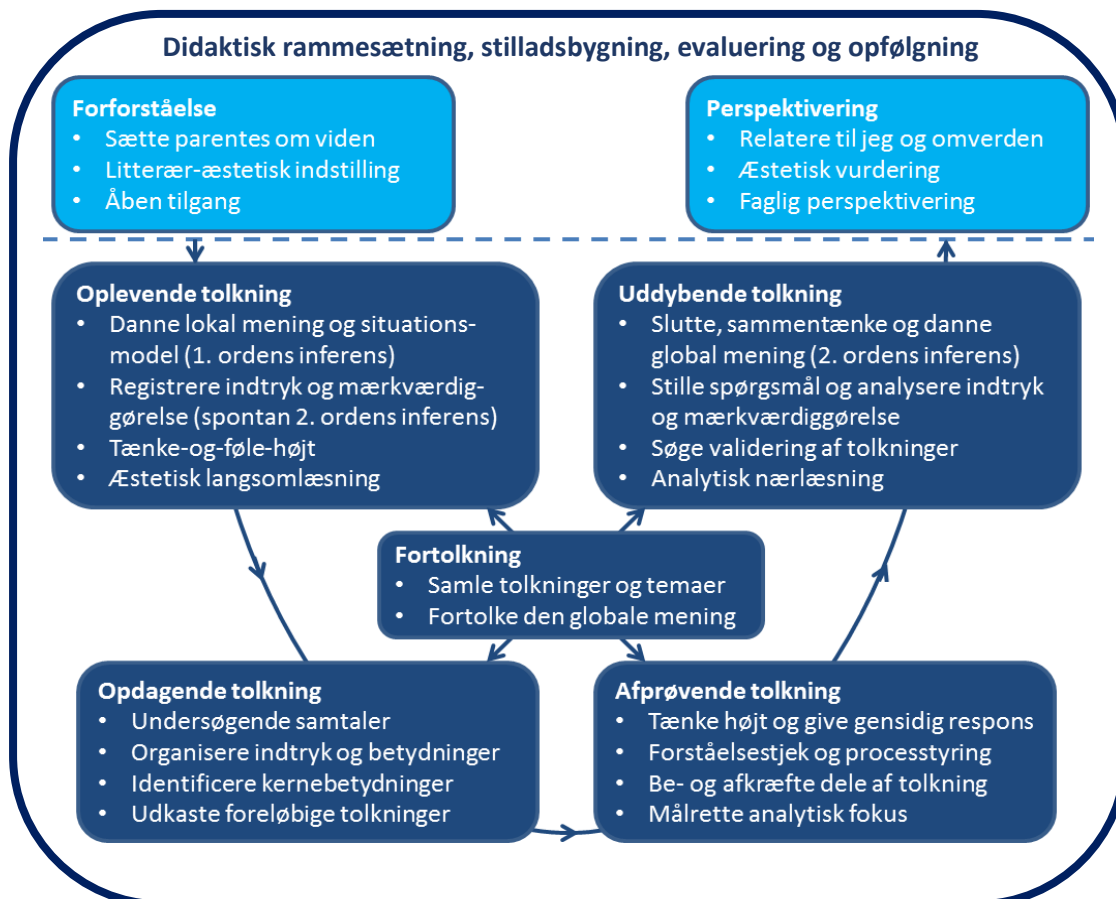 Didaktisk rammesætning, stilladsbygning, evaluering og opfølgning
Forforståelse
• Sætte parentes om viden
• Litterær-æstetisk indstilling
• Åben tilgang
Perspektivering
• Relatere til jeg og omverden
• Æstetisk vurdering
• Faglig perspektivering
Oplevende tolkning
• Danne lokal mening og situations-
model (1. ordens inferens)
• Registrere indtryk og mærkværdig-
gørelse (spontan 2. ordens inferens)
• Tænke-og-føle-højt
• Æstetisk langsomlæsning
Uddybende tolkning
• Slutte, sammentænke og danne
global mening (2. ordens inferens)
• Stille spørgsmål og analysere indtryk
og mærkværdiggørelse
• Søge validering af tolkninger
• Analytisk nærlæsning
Fortolkning
• Samle tolkninger og temaer
• Fortolke den globale mening
Opdagende tolkning
• Undersøgende samtaler
• Organisere indtryk og betydninger
• Identificere kernebetydninger
• Udkaste foreløbige tolkninger
Afprøvende tolkning
• Tænke højt og give gensidig respons
• Forståelsestjek og processtyring
• Be- og afkræfte dele af tolkning
• Målrette analytisk fokus